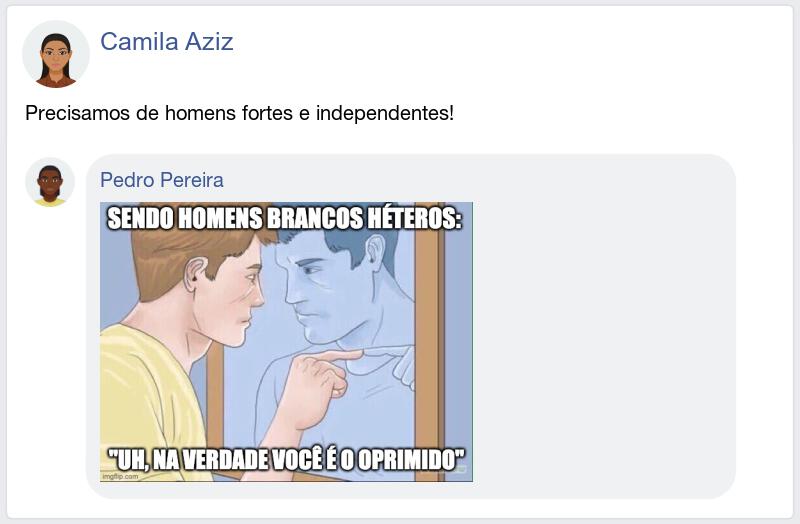 Camila Aziz
Precisamos de homens fortes e independentes!
Pedro Pereira
SENDO HOMENS BRANCOS HÉTEROS:
"UH, NA VERDADE VOCÊ É O OPRIMIDO"
imgflip.com